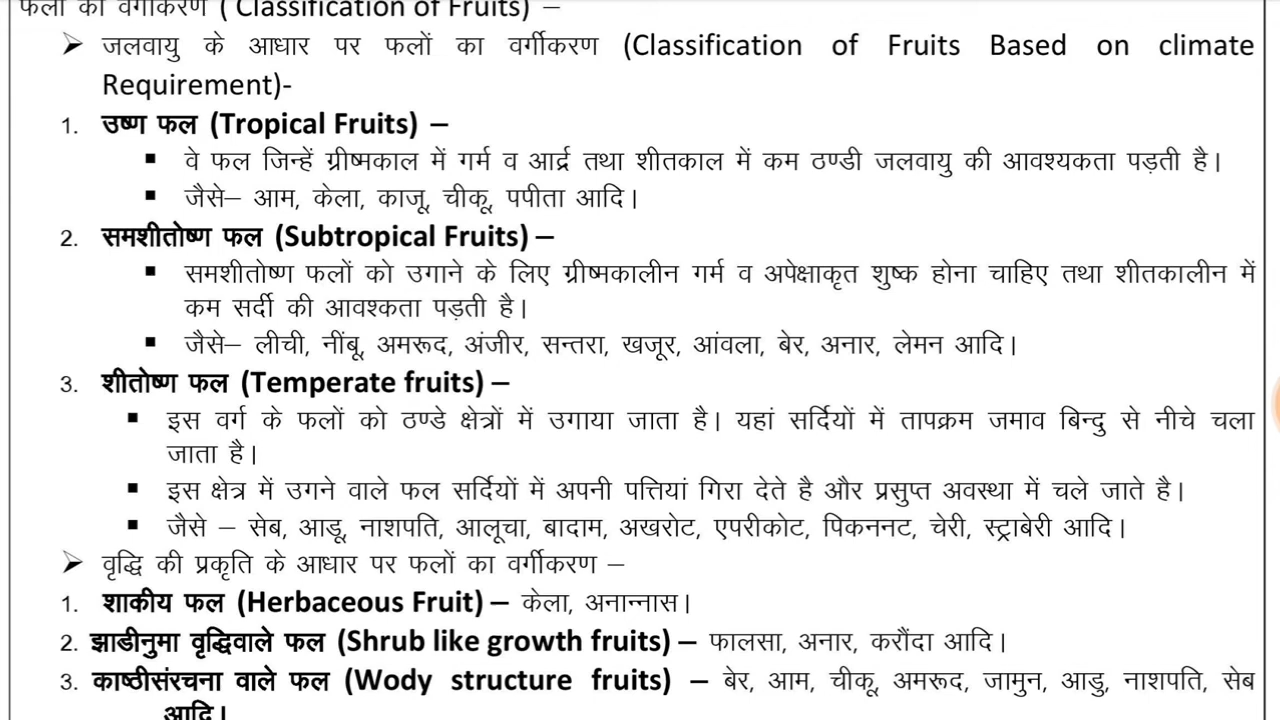 फलों का वर्गीकरण ( Classification of Fruits) –
➢ जलवायु के आधार पर फलों का वर्गीकरण (Classification of Fruits Based on climate
Requirement)-
1. उष्ण फल (Tropical Fruits) –
▪ वे फल जिन्हें ग्रीष्मकाल में गर्म व आर्द्र तथा शीतकाल में कम ठण्डी जलवायु की आवश्यकता पड़ती है।
▪ जैसे– आम, केला, काजू, चीकू, पपीता आदि।
2. समशीतोष्ण फल (Subtropical Fruits) –
▪ समशीतोष्ण फलों को उगाने के लिए ग्रीष्मकालीन गर्म व अपेक्षाकृत शुष्क होना चाहिए तथा शीतकालीन में
कम सर्दी की आवश्कता पड़ती है।
▪ जैसे– लीची, नींबू, अमरूद, अंजीर, सन्तरा, खजूर, आंवला, बेर, अनार, लेमन आदि।
3. शीतोष्ण फल (Temperate fruits) –
▪ इस वर्ग के फलों को ठण्डे क्षेत्रों में उगाया जाता है। यहां सर्दियों में तापक्रम जमाव बिन्दु से नीचे चला
जाता है।
▪ इस क्षेत्र में उगने वाले फल सर्दियों में अपनी पत्तियां गिरा देते है और प्रसुप्त अवस्था में चले जाते है।
▪ जैसे – सेब, आडू, नाशपति, आलूचा, बादाम, अखरोट, एपरीकोट, पिकननट, चेरी, स्ट्राबेरी आदि।
➢ वृद्धि की प्रकृति के आधार पर फलों का वर्गीकरण –
1. शाकीय फल (Herbaceous Fruit) – केला, अनान्नास।
2. झाडीनुमा वृद्धिवाले फल (Shrub like growth fruits) – फालसा, अनार, करौंदा आदि।
3. काष्ठीसंरचना वाले फल (Wody structure fruits) – बेर, आम, चीकू, अमरूद, जामुन, आडु, नाशपति, सेब
आदि।